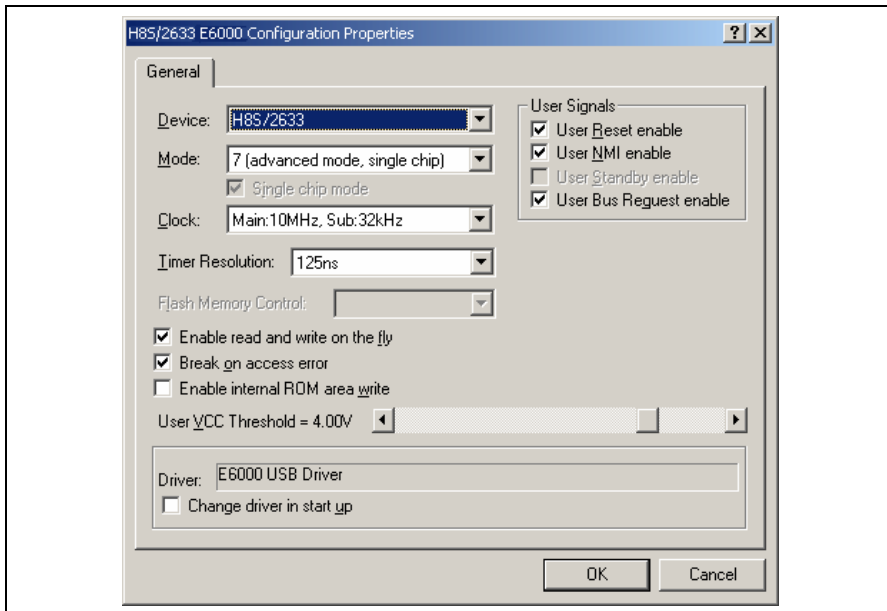 H8S/2633 E6000 Configuration Properties
General
Device: H8S/2633
Mode: 7 (advanced mode, single chip)
Single chip mode
Clock: Main:10MHz, Sub:32kHz
Timer Resolution: 125ns
Flash Memory Control:
Enable read and write on the fly
Break on access error
Enable internal ROM area write
User VCC Threshold = 4.00V
User Signals
User Reset enable
User NMI enable
User Standby enable
User Bus Reguest enable
Driver: E6000 USB Driver
Change driver in start up
OK Cancel